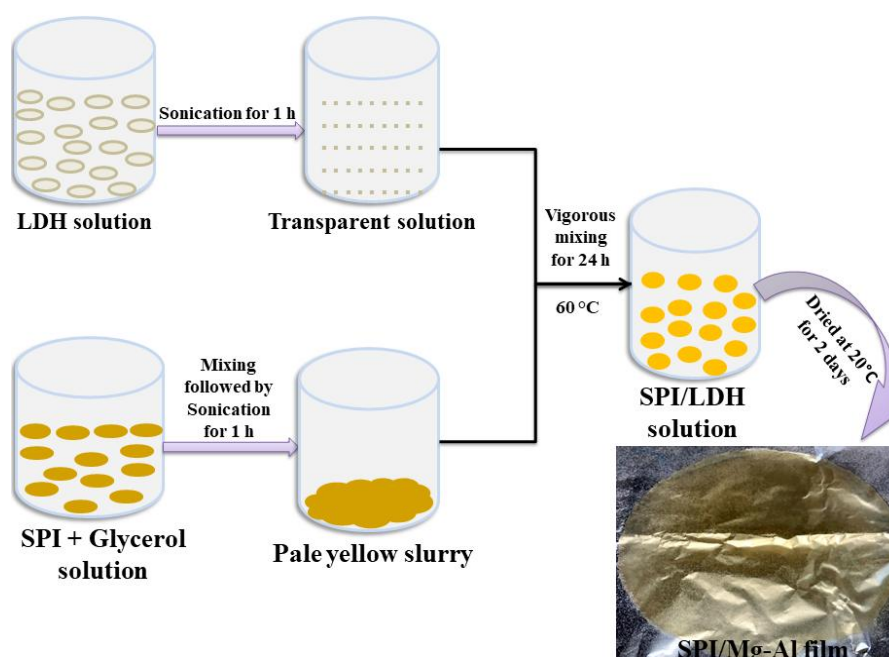 Sonication for 1 h
LDH solution
Transparent solution
Vigorous
mixing
for 24 h
60 °C
Mixing
followed by
Sonication
for 1 h
SPI + Glycerol
solution
Pale yellow slurry
SPI/LDH
solution
Dried at 20°C
for 2 days
SPI/Mg-Al film